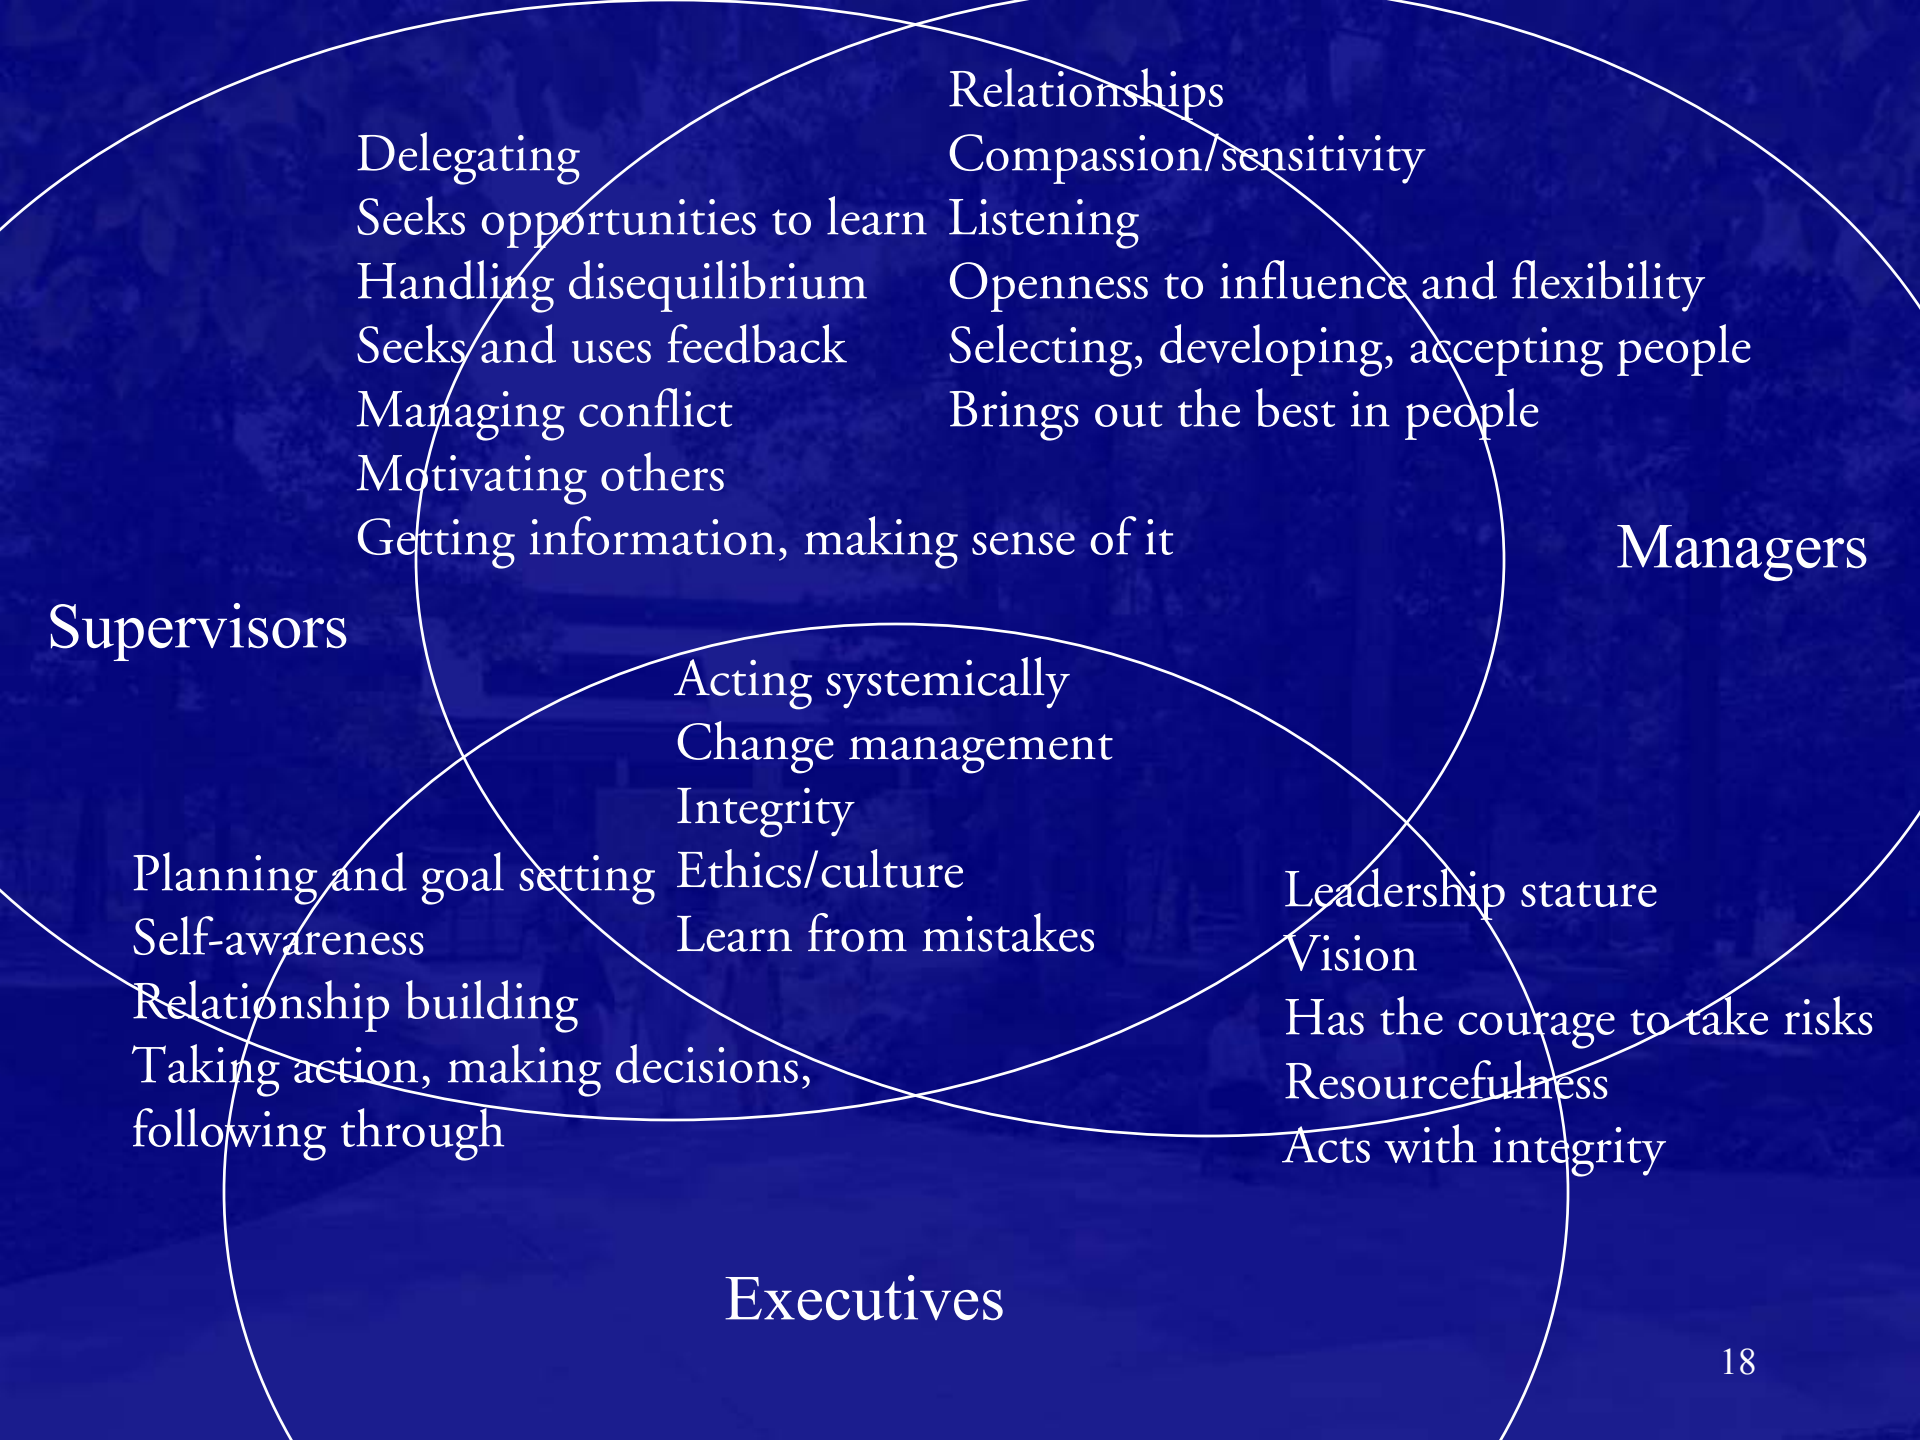 Relationships
Compassion/sensitivity
Listening
Openness to influence and flexibility
Selecting, developing, accepting people
Brings out the best in people
Delegating
Seeks opportunities to learn
Handling disequilibrium
Seeks and uses feedback
Managing conflict
Motivating others
Getting information, making sense of it
Managers
Supervisors
Acting systemically
Change management
Integrity
Ethics/culture
Learn from mistakes
Planning and goal setting
Self-awareness
Relationship building
Taking action, making decisions,
following through
Leadership stature
Vision
Has the courage to take risks
Resourcefulness
Acts with integrity
Executives
18